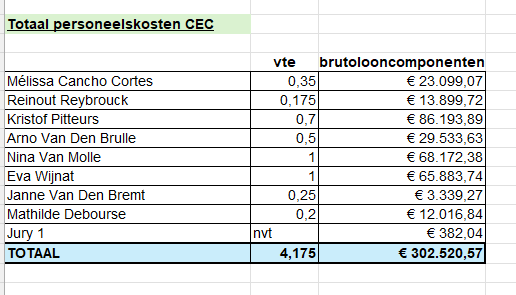 Totaal personeelskosten CEC
vte brutolooncomponenten
Mélissa Cancho Cortes 0,35 € 23.099,07
Reinout Reybrouck 0,175 € 13.899,72
Kristof Pitteurs 0,7 € 86.193,89
Arno Van Den Brulle 0,5 € 29.533,63
Nina Van Molle 1 € 68.172,38
Eva Wijnat 1 € 65.883,74
Janne Van Den Bremt 0,25 € 3.339,27
Mathilde Debourse 0,2 € 12.016,84
Jury 1 nvt € 382,04
TOTAAL 4,175 € 302.520,57